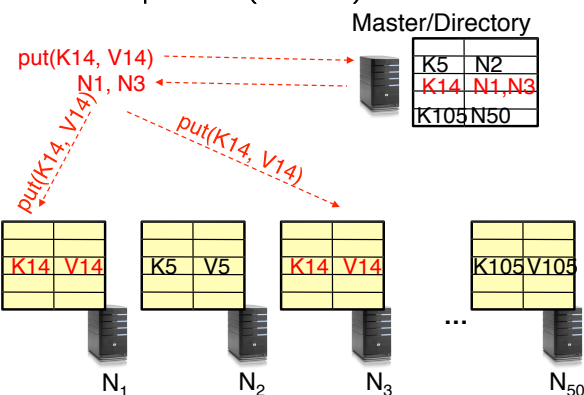 Master/Directory
put(K14, V14)
N1, N3
K5 N2
K14 N1,N3
K105 N50
put(K14, V14)
put(K14, V14)
K14 V14
K5 V5
K14 V14
K105 V105
...
N1
N2
N3
N50